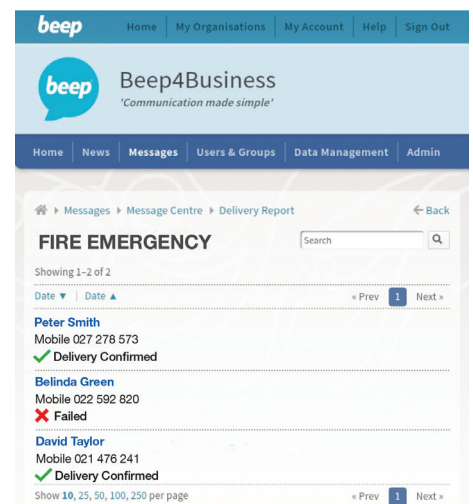 beep Home My Organisations My Account Help Sign Out
beep
Beep4Business
'Communication made simple'
Home News Messages Users & Groups Data Management Admin
Messages Message Centre Delivery Report ← Back
FIRE EMERGENCY Search
Showing 1–2 of 2
Date ▼ | Date ▲ « Prev 1 Next »
Peter Smith
Mobile 027 278 573
Delivery Confirmed
Belinda Green
Mobile 022 592 820
Failed
David Taylor
Mobile 021 476 241
Delivery Confirmed
Show 10, 25, 50, 100, 250 per page « Prev 1 Next »